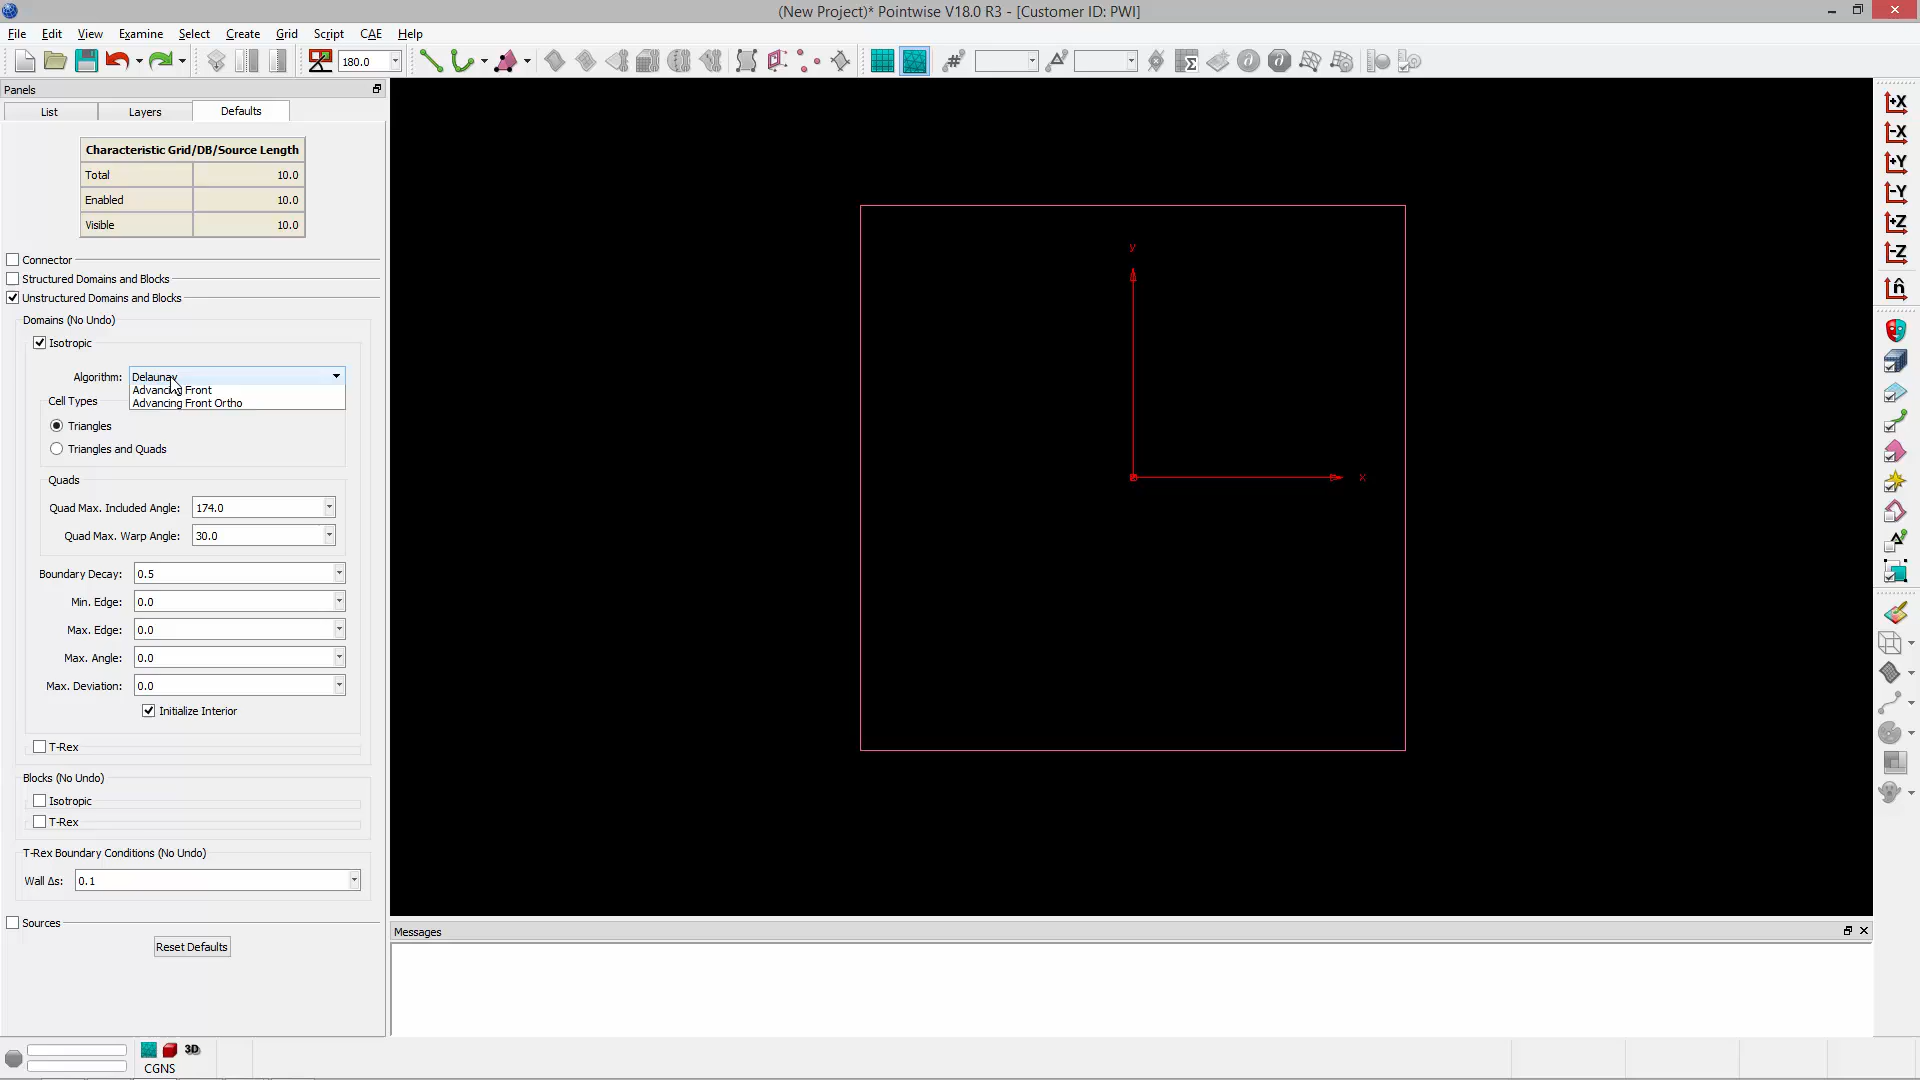 (New Project)* Pointwise V18.0 R3 - [Customer ID: PWI]
File Edit View Examine Select Create Grid Script CAE Help
180.0
Panels
List Layers Defaults
Characteristic Grid/DB/Source Length
Total 10.0
Enabled 10.0
Visible 10.0
Connector
Structured Domains and Blocks
Unstructured Domains and Blocks
Domains (No Undo)
Isotropic
Algorithm: Delaunay
Advancing Front
Cell Types
Advancing Front Ortho
Triangles
Triangles and Quads
Quads
Quad Max. Included Angle: 174.0
Quad Max. Warp Angle: 30.0
Boundary Decay: 0.5
Min. Edge: 0.0
Max. Edge: 0.0
Max. Angle: 0.0
Max. Deviation: 0.0
Initialize Interior
T-Rex
Blocks (No Undo)
Isotropic
T-Rex
T-Rex Boundary Conditions (No Undo)
Wall Δs: 0.1
Sources
Reset Defaults
y
x
+X
-X
+Y
-Y
+Z
-Z
n̂
Messages
3D
CGNS